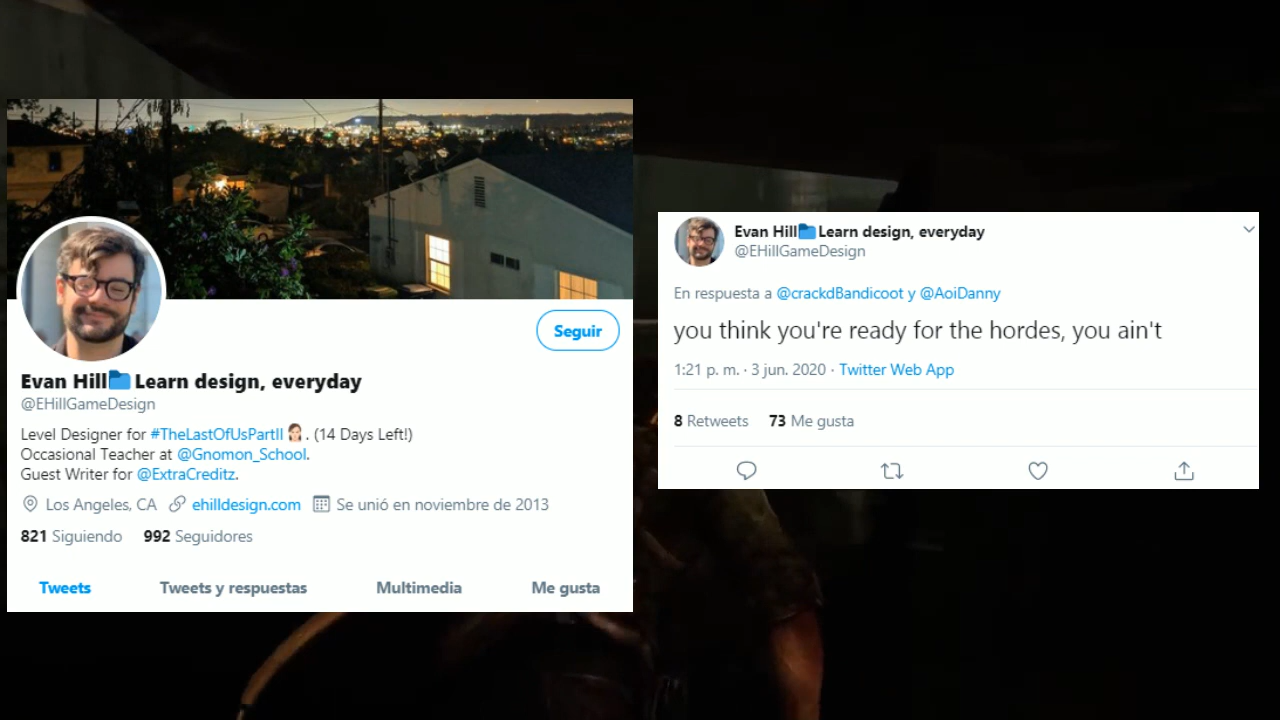 Seguir
Evan Hill📁Learn design, everyday
@EHillGameDesign
Level Designer for #TheLastOfUsPartII . (14 Days Left!)
Occasional Teacher at @Gnomon_School.
Guest Writer for @ExtraCreditz.
Los Angeles, CA ehilldesign.com Se unió en noviembre de 2013
821 Siguiendo 992 Seguidores
Tweets Tweets y respuestas Multimedia Me gusta
Evan Hill📁Learn design, everyday
@EHillGameDesign
En respuesta a @crackdBandicoot y @AoiDanny
you think you're ready for the hordes, you ain't
1:21 p. m. · 3 jun. 2020 · Twitter Web App
8 Retweets 73 Me gusta